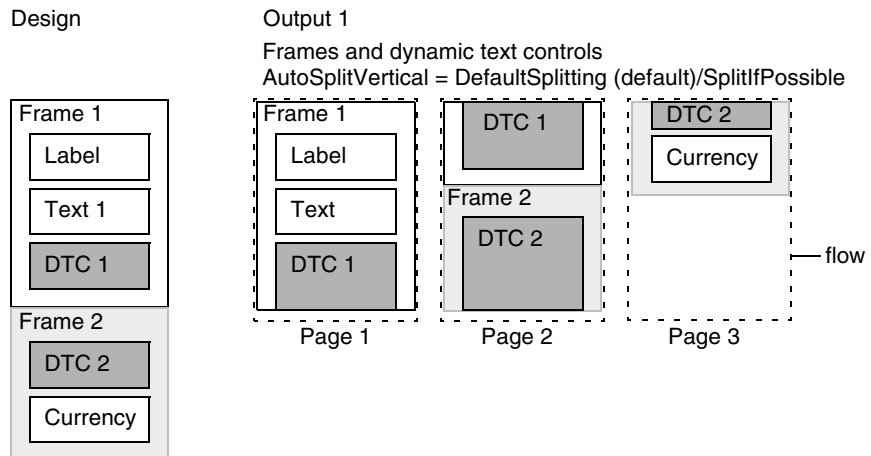 Design
Output 1
Frames and dynamic text controls
AutoSplitVertical = DefaultSplitting (default)/SplitIfPossible
Frame 1
Label
Text 1
DTC 1
Frame 2
DTC 2
Currency
Frame 1
Label
Text
DTC 1
Page 1
DTC 1
Frame 2
DTC 2
Page 2
DTC 2
Currency
Page 3
flow